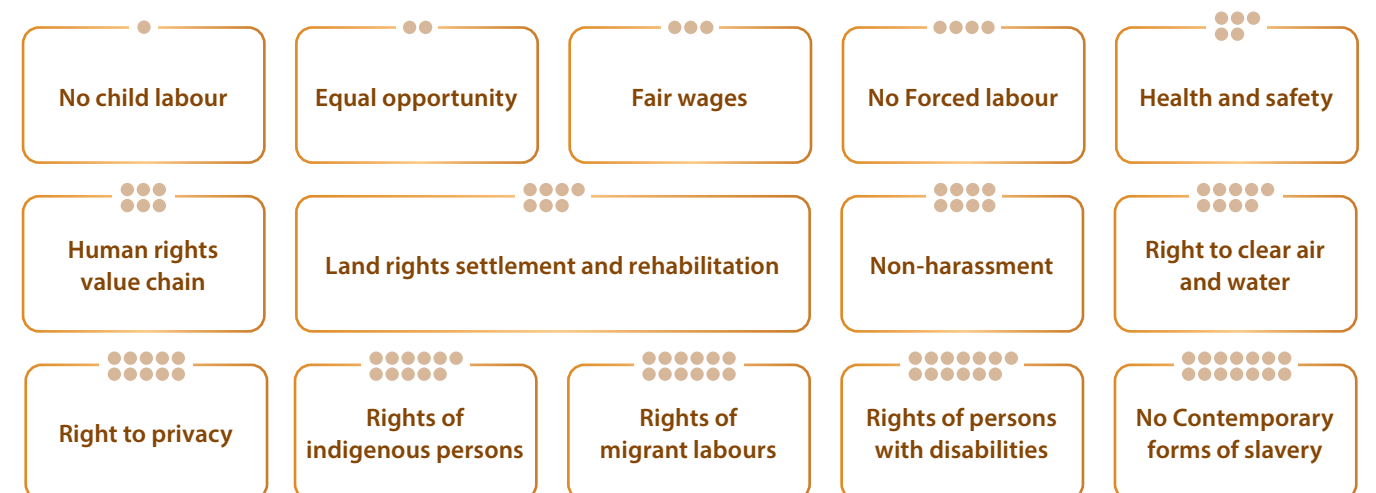 No child labour
Equal opportunity
Fair wages
No Forced labour
Health and safety
Human rights
value chain
Land rights settlement and rehabilitation
Non-harassment
Right to clear air
and water
Right to privacy
Rights of
indigenous persons
Rights of
migrant labours
Rights of persons
with disabilities
No Contemporary
forms of slavery